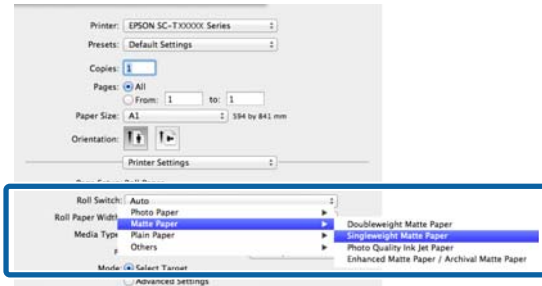 Printer: EPSON SC-TXXXXX Series
Presets: Default Settings
Copies: 1
Pages: All
From: 1 to: 1
Paper Size: A1 594 by 841 mm
Orientation:
Printer Settings
Roll Switch: Auto
Photo Paper
Roll Paper Width
Matte Paper
Doubleweight Matte Paper
Media Type
Plain Paper
Singleweight Matte Paper
Others
Photo Quality Ink Jet Paper
Enhanced Matte Paper / Archival Matte Paper
Mode: Select Target
Advanced Settings